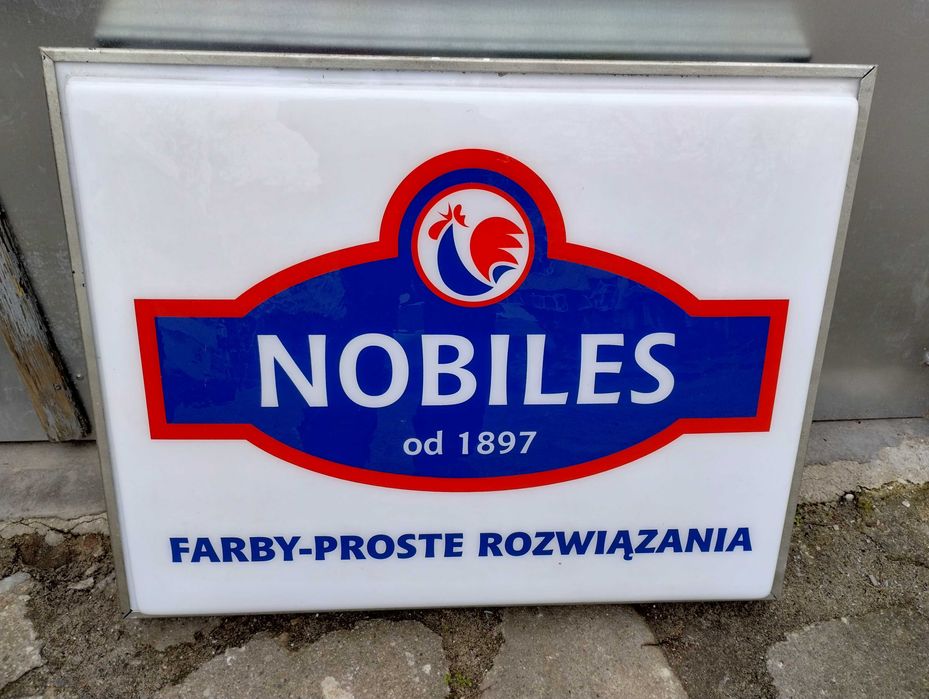 NOBILES
od 1897
FARBY-PROSTE ROZWIĄZANIA